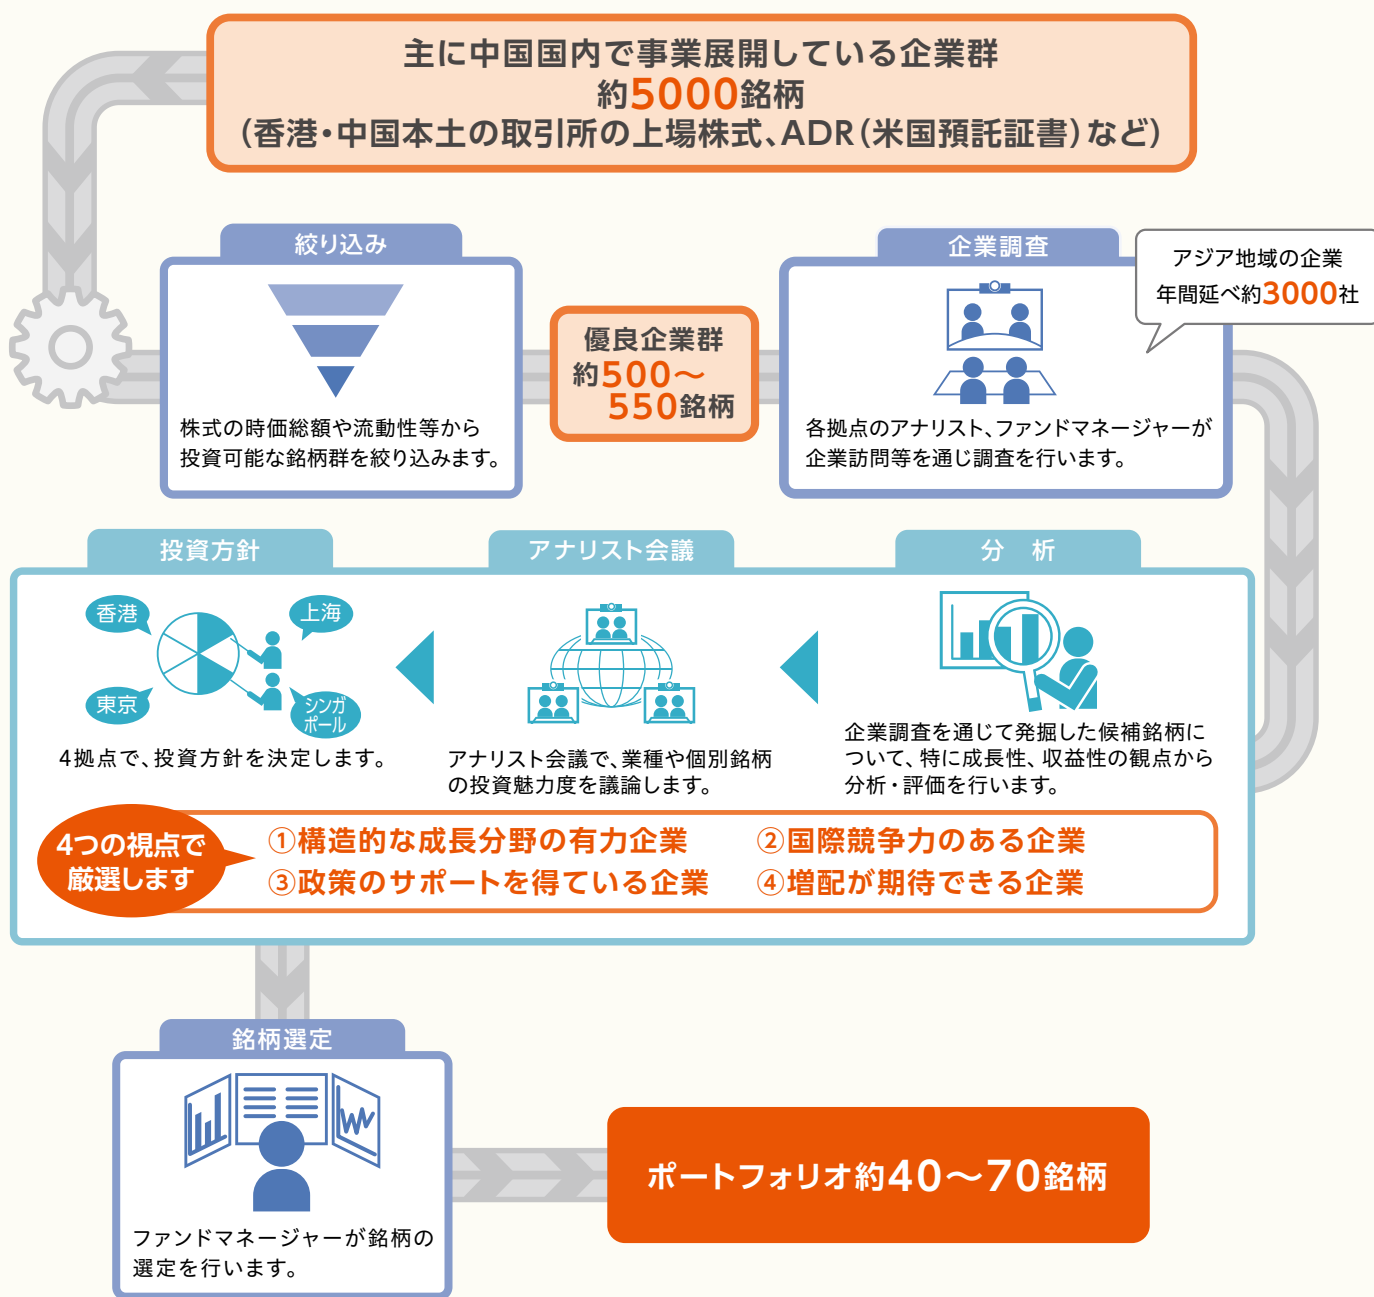 主に中国国内で事業展開している企業群
約5000銘柄
(香港・中国本土の取引所の上場株式、ADR(米国預託証書)など)
絞り込み
株式の時価総額や流動性等から
投資可能な銘柄群を絞り込みます。
優良企業群
約500〜
550銘柄
企業調査
アジア地域の企業
年間延べ約3000社
各拠点のアナリスト、ファンドマネージャーが
企業訪問等を通じ調査を行います。
分 析
企業調査を通じて発掘した候補銘柄に
ついて、特に成長性、収益性の観点から
分析・評価を行います。
アナリスト会議
アナリスト会議で、業種や個別銘柄
の投資魅力度を議論します。
投資方針
香港
上海
東京
シンガ
ポール
4拠点で、投資方針を決定します。
4つの視点で
厳選します
①構造的な成長分野の有力企業
②国際競争力のある企業
③政策のサポートを得ている企業
④増配が期待できる企業
銘柄選定
ファンドマネージャーが銘柄の
選定を行います。
ポートフォリオ約40〜70銘柄